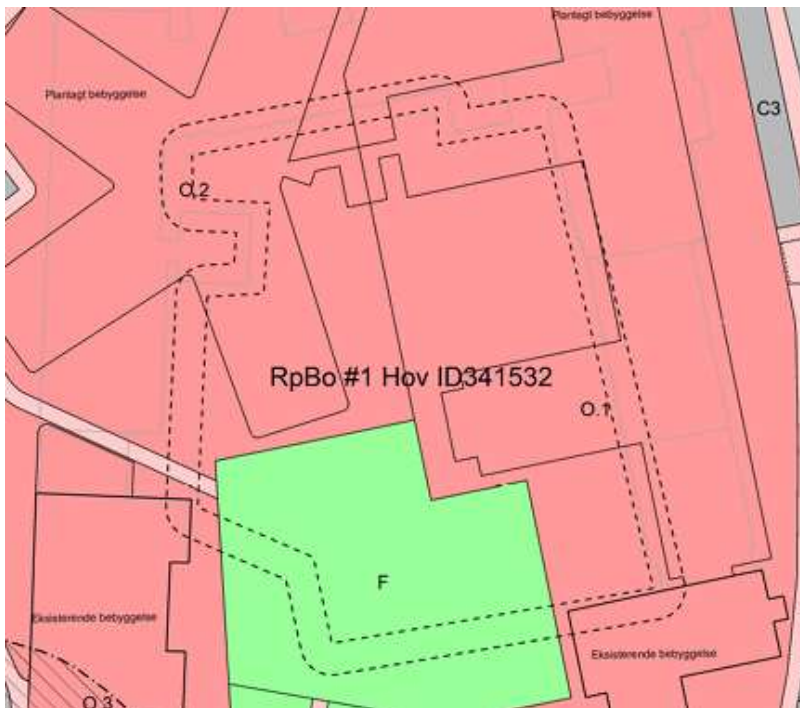 Plantagt bebyggelse
Plantagt bebyggelse
C3
O.2
RpBo #1 Hov ID341532
O.1
F
Eksisterende bebyggelse
Eksisterende bebyggelse
O.3